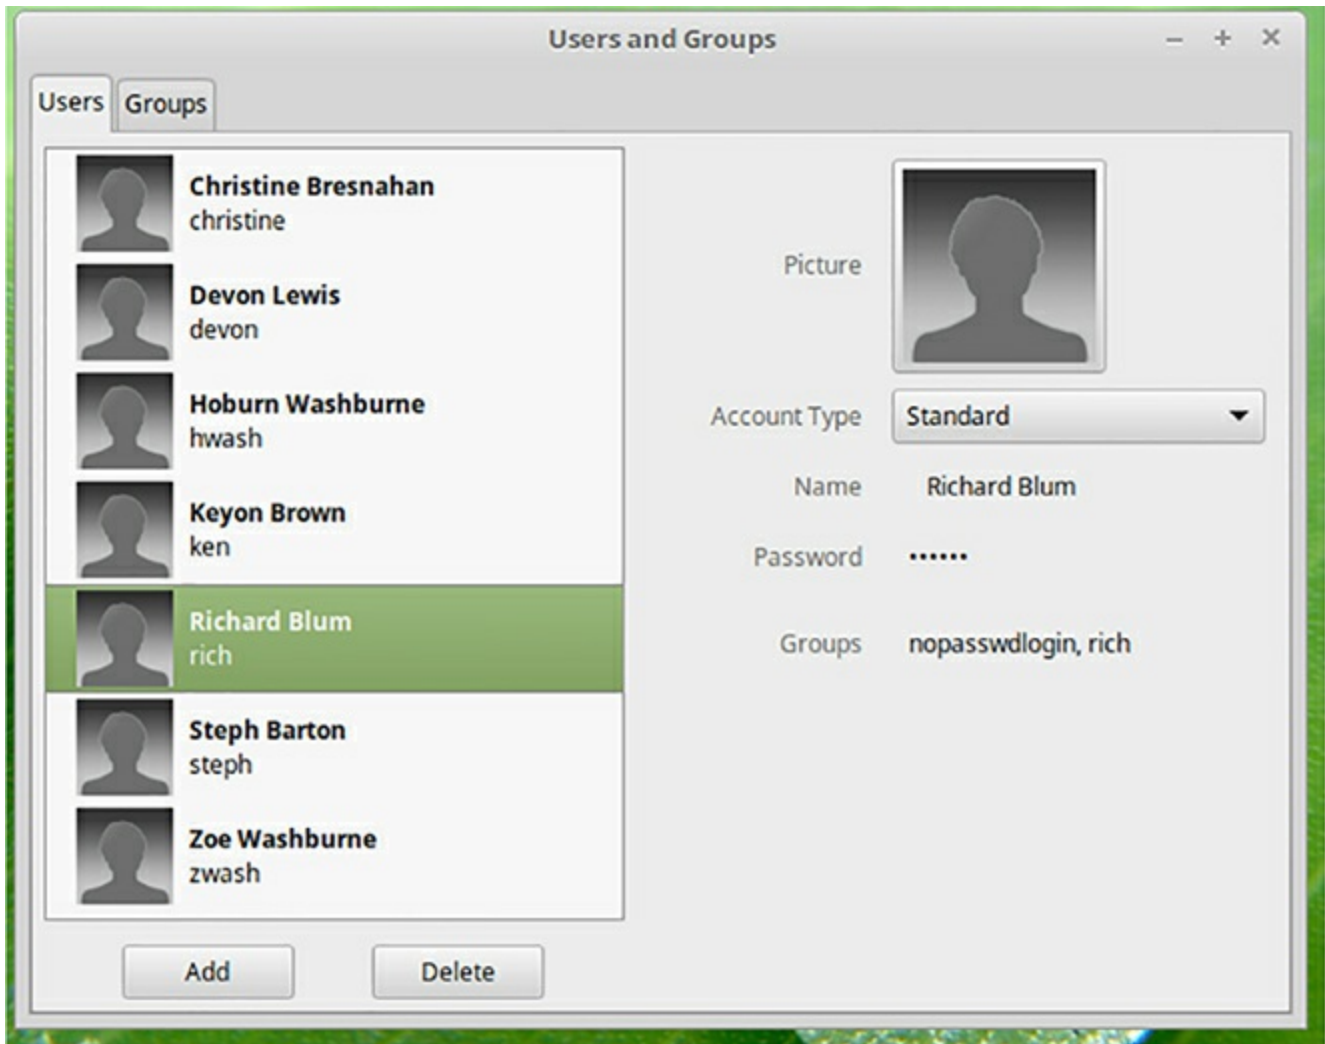 Users and Groups
Users Groups
Christine Bresnahan
christine
Devon Lewis
devon
Hoburn Washburne
hwash
Keyon Brown
ken
Richard Blum
rich
Steph Barton
steph
Zoe Washburne
zwash
Add Delete
Picture
Account Type Standard
Name Richard Blum
Password ••••••
Groups nopasswdlogin, rich